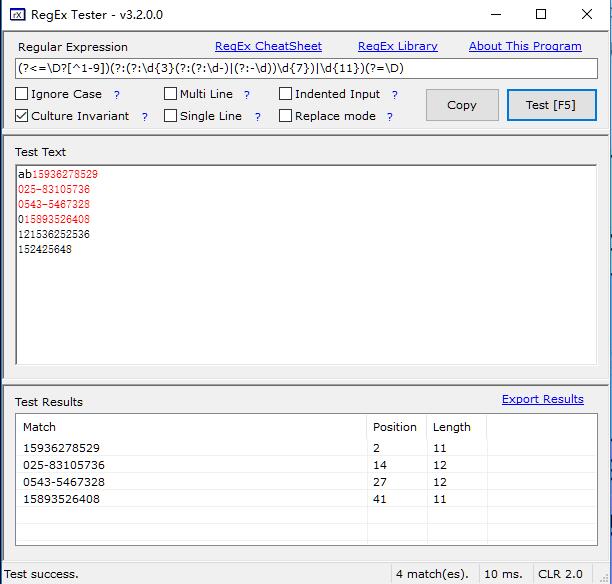 RegEx Tester - v3.2.0.0
Regular Expression RegEx CheatSheet RegEx Library About This Program
(?<=\D?[^1-9])(?:(?:\d{3}(?:(?:\d-)|(?:-\d))\d{7})|\d{11})(?=\D)
Ignore Case ? Multi Line ? Indented Input ?
Culture Invariant ? Single Line ? Replace mode ?
Copy Test [F5]
Test Text
ab15936278529
025-83105736
0543-5467328
015893526408
121536252536
152425648
Test Results Export Results
Match Position Length
15936278529 2 11
025-83105736 14 12
0543-5467328 27 12
15893526408 41 11
Test success. 4 match(es). 10 ms. CLR 2.0